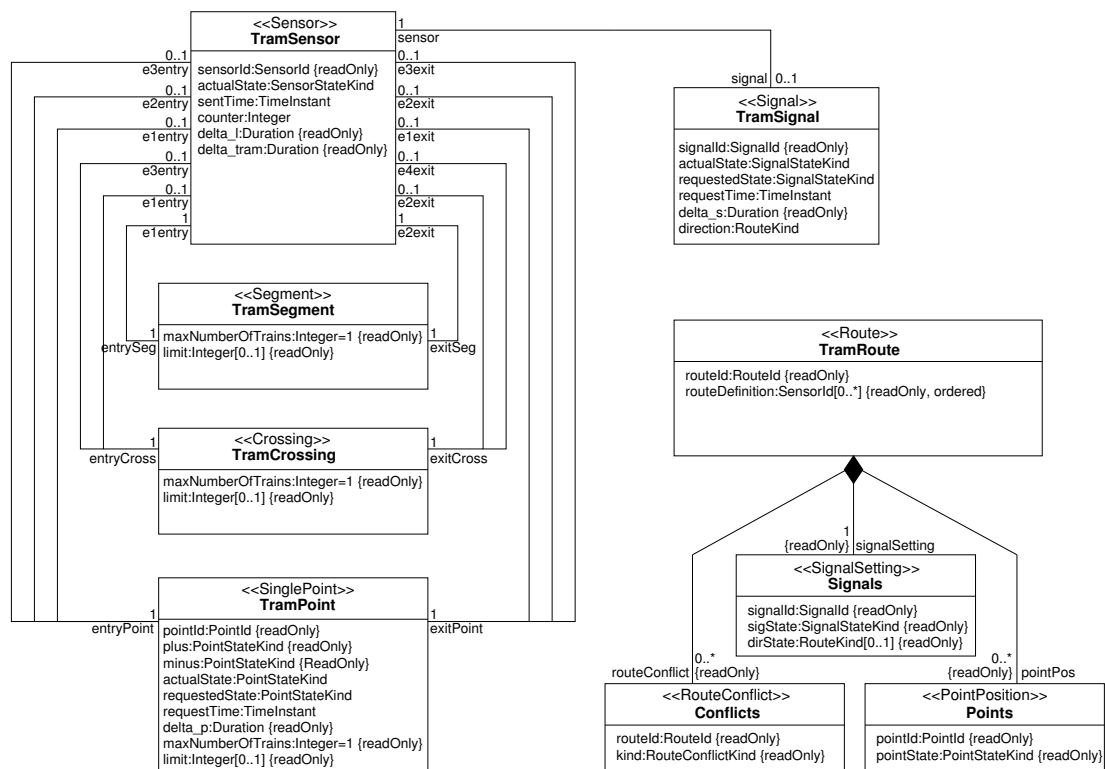 <<Sensor>>
TramSensor
sensorId:SensorId {readOnly}
actualState:SensorStateKind
sentTime:TimeInstant
counter:Integer
delta_l:Duration {readOnly}
delta_tram:Duration {readOnly}
0..1
e3entry
0..1
e2entry
0..1
e1entry
0..1
e3entry
0..1
e1entry
1
e1entry
1
sensor
0..1
e3exit
0..1
e2exit
0..1
e1exit
0..1
e4exit
0..1
e2exit
1
e2exit
signal 0..1
<<Signal>>
TramSignal
signalId:SignalId {readOnly}
actualState:SignalStateKind
requestedState:SignalStateKind
requestTime:TimeInstant
delta_s:Duration {readOnly}
direction:RouteKind
<<Segment>>
TramSegment
maxNumberOfTrains:Integer=1 {readOnly}
limit:Integer[0..1] {readOnly}
1
entrySeg
1
exitSeg
<<Crossing>>
TramCrossing
maxNumberOfTrains:Integer=1 {readOnly}
limit:Integer[0..1] {readOnly}
1
entryCross
1
exitCross
<<SinglePoint>>
TramPoint
pointId:PointId {readOnly}
plus:PointStateKind {readOnly}
minus:PointStateKind {ReadOnly}
actualState:PointStateKind
requestedState:PointStateKind
requestTime:TimeInstant
delta_p:Duration {readOnly}
maxNumberOfTrains:Integer=1 {readOnly}
limit:Integer[0..1] {readOnly}
1
entryPoint
1
exitPoint
<<Route>>
TramRoute
routeId:RouteId {readOnly}
routeDefinition:SensorId[0..*] {readOnly, ordered}
1
{readOnly} signalSetting
<<SignalSetting>>
Signals
signalId:SignalId {readOnly}
sigState:SignalStateKind {readOnly}
dirState:RouteKind[0..1] {readOnly}
0..*
routeConflict {readOnly}
<<RouteConflict>>
Conflicts
routeId:RouteId {readOnly}
kind:RouteConflictKind {readOnly}
0..*
{readOnly} pointPos
<<PointPosition>>
Points
pointId:PointId {readOnly}
pointState:PointStateKind {readOnly}